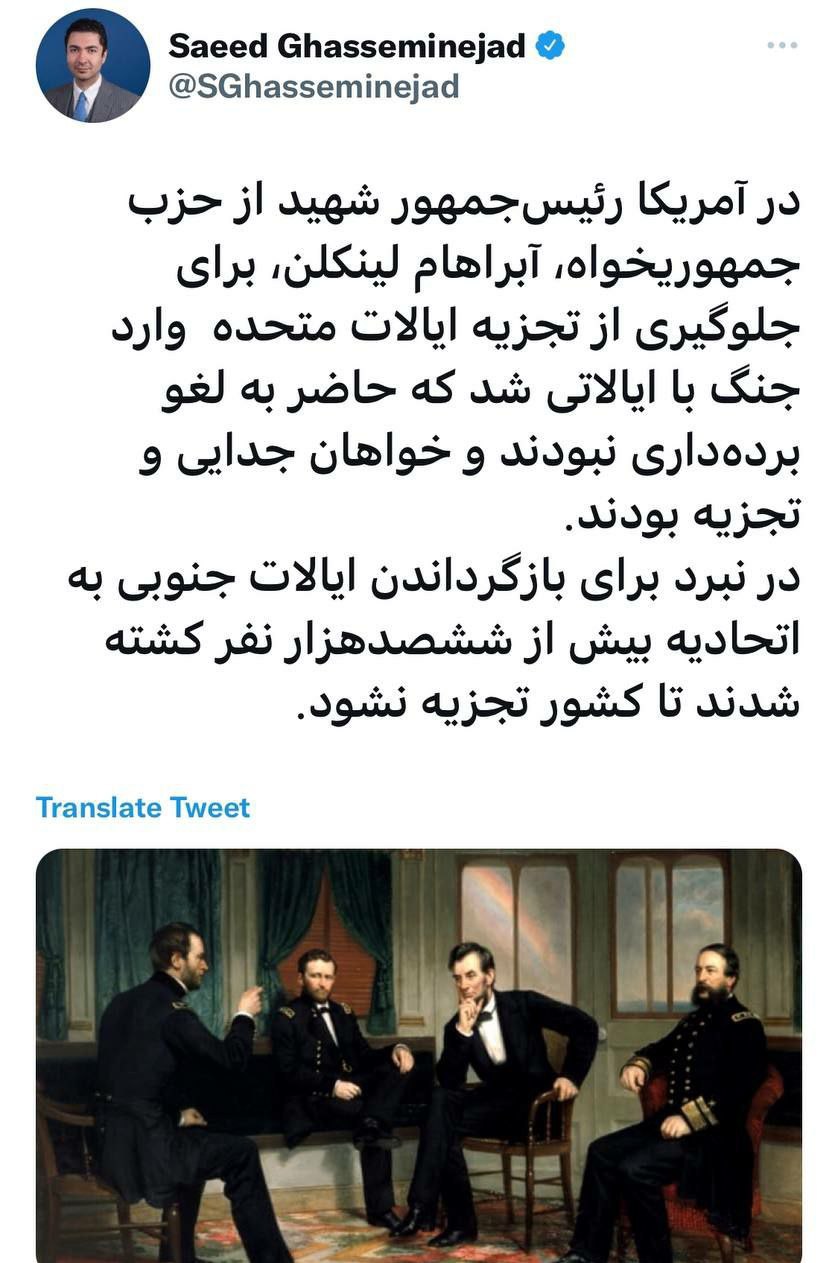 Saeed Ghasseminejad
@SGhasseminejad
در آمریکا رئیس‌جمهور شهید از حزب
جمهوریخواه، آبراهام لینکلن، برای
جلوگیری از تجزیه ایالات متحده  وارد
جنگ با ایالاتی شد که حاضر به لغو
برده‌داری نبودند و خواهان جدایی و
تجزیه بودند.
در نبرد برای بازگرداندن ایالات جنوبی به
اتحادیه بیش از ششصدهزار نفر کشته
شدند تا کشور تجزیه نشود.
Translate Tweet